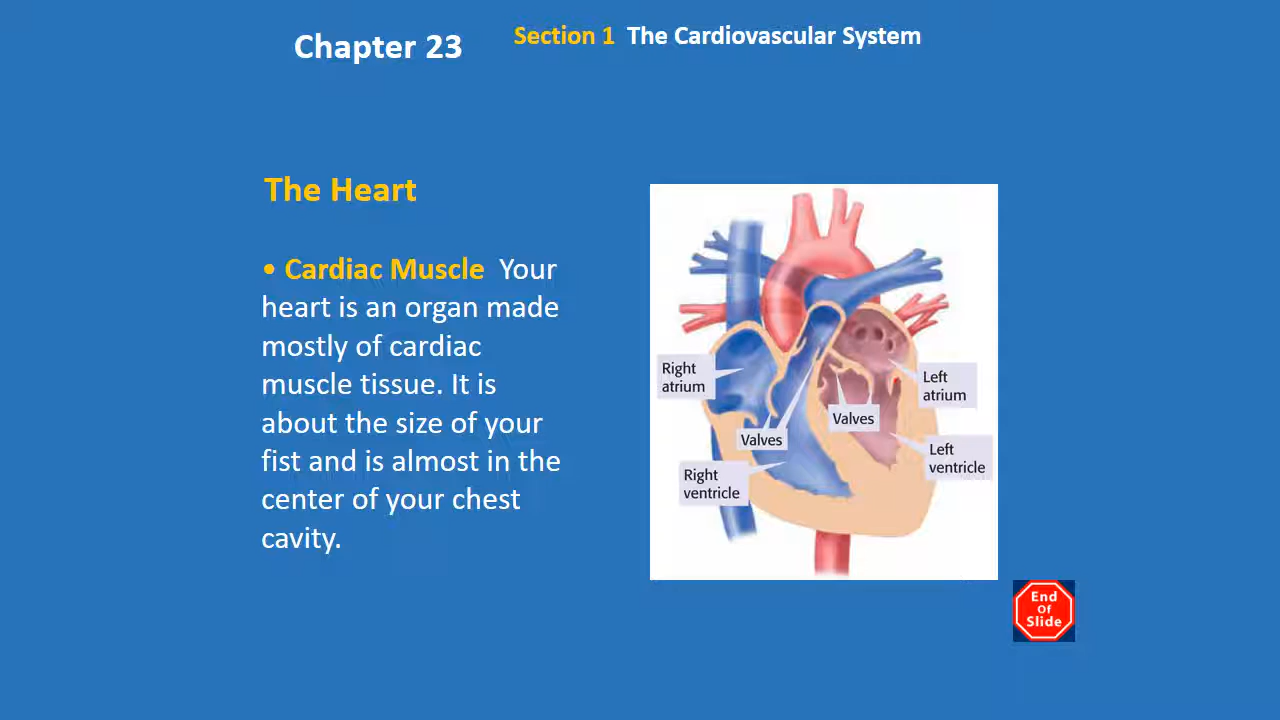 Chapter 23
Section 1 The Cardiovascular System
The Heart
• Cardiac Muscle Your
heart is an organ made
mostly of cardiac
muscle tissue. It is
about the size of your
fist and is almost in the
center of your chest
cavity.
Right
atrium
Left
atrium
Valves
Valves
Left
ventricle
Right
ventricle
End
Of
Slide